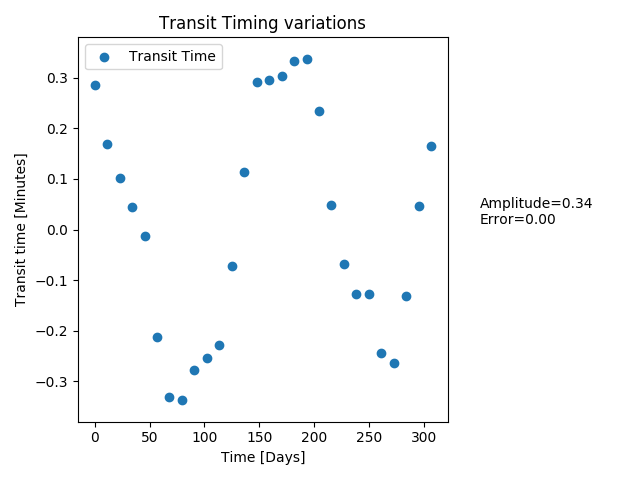 Transit Timing variations
Transit Time
0.3
0.2
0.1
0.0
−0.1
−0.2
−0.3
Transit time [Minutes]
0
50
100
150
200
250
300
Time [Days]
Amplitude=0.34
Error=0.00